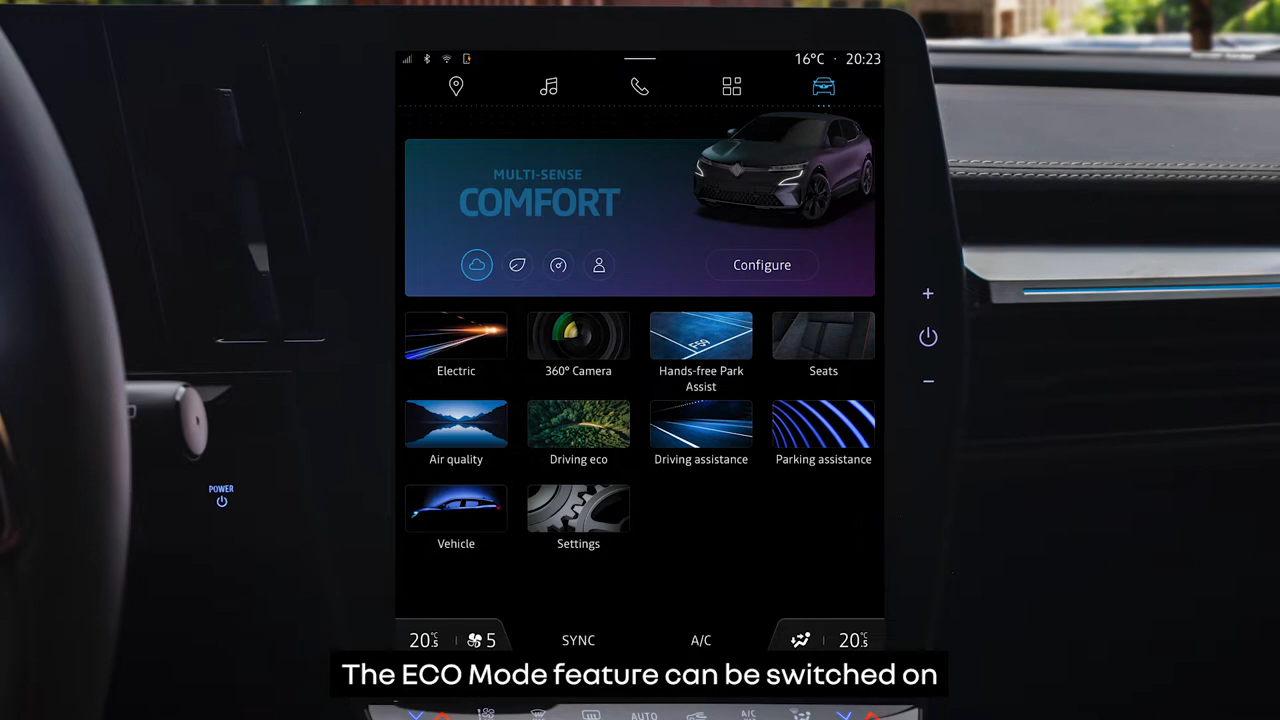 16°C · 20:23
MULTI-SENSE
COMFORT
Configure
Electric
360° Camera
Hands-free Park
Assist
Seats
Air quality
Driving eco
Driving assistance
Parking assistance
Vehicle
Settings
POWER
20°C .5
5
SYNC
A/C
20°C .5
The ECO Mode feature can be switched on
AUTO
A/C